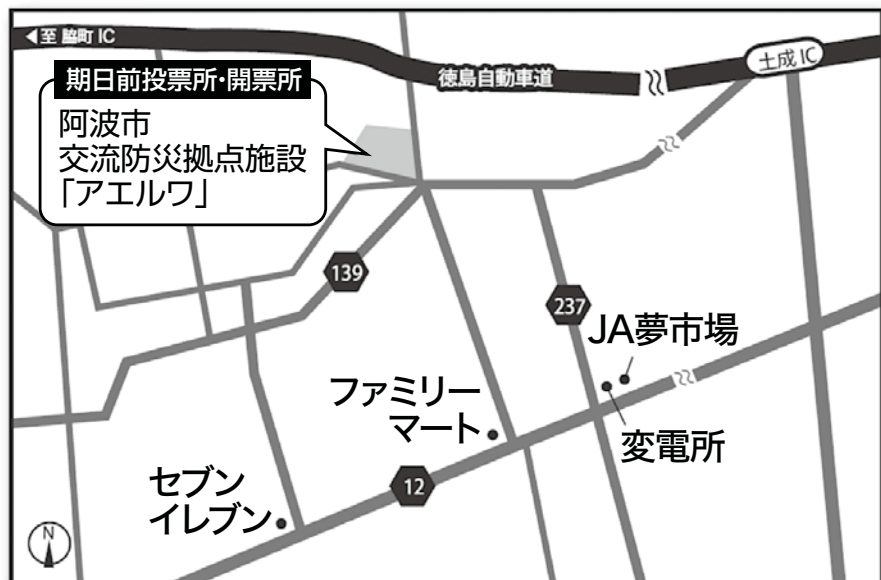 至 脇町 IC
徳島自動車道
土成 IC
期日前投票所・開票所
阿波市
交流防災拠点施設
「アエルワ」
139
237
JA夢市場
ファミリー
マート
変電所
12
セブン
イレブン
N